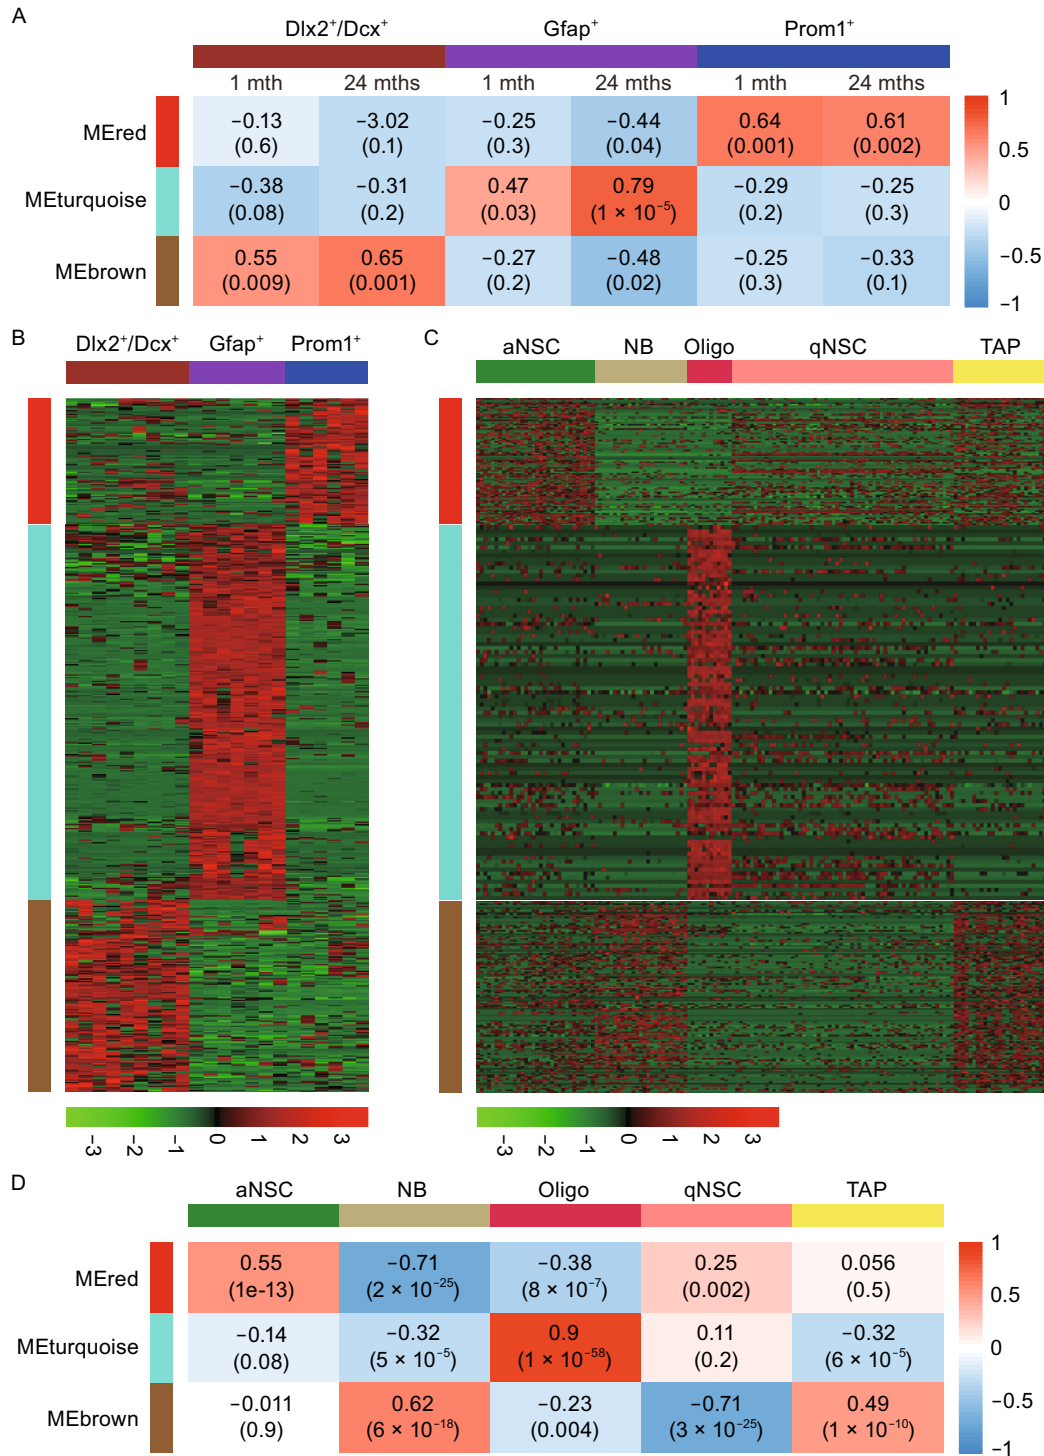 A
Dlx2⁺/Dcx⁺ Gfap⁺ Prom1⁺
1 mth 24 mths 1 mth 24 mths 1 mth 24 mths
MEred −0.13 −3.02 −0.25 −0.44 0.64 0.61
(0.6) (0.1) (0.3) (0.04) (0.001) (0.002)
MEturquoise −0.38 −0.31 0.47 0.79 −0.29 −0.25
(0.08) (0.2) (0.03) (1 × 10⁻⁵) (0.2) (0.3)
MEbrown 0.55 0.65 −0.27 −0.48 −0.25 −0.33
(0.009) (0.001) (0.2) (0.02) (0.3) (0.1)
1
0.5
0
−0.5
−1
B
Dlx2⁺/Dcx⁺ Gfap⁺ Prom1⁺
−3 −2 −1 0 1 2 3
C
aNSC NB Oligo qNSC TAP
−3 −2 −1 0 1 2 3
D
aNSC NB Oligo qNSC TAP
MEred 0.55 −0.71 −0.38 0.25 0.056
(1e-13) (2 × 10⁻²⁵) (8 × 10⁻⁷) (0.002) (0.5)
MEturquoise −0.14 −0.32 0.9 0.11 −0.32
(0.08) (5 × 10⁻⁵) (1 × 10⁻⁵⁸) (0.2) (6 × 10⁻⁵)
MEbrown −0.011 0.62 −0.23 −0.71 0.49
(0.9) (6 × 10⁻¹⁸) (0.004) (3 × 10⁻²⁵) (1 × 10⁻¹⁰)
1
0.5
0
−0.5
−1